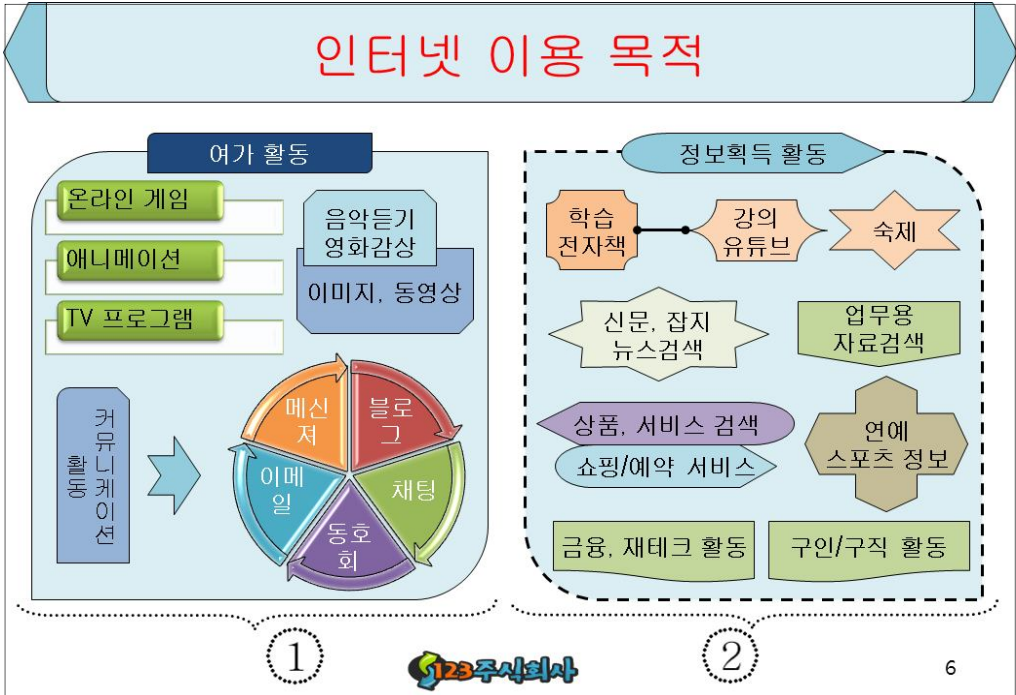 인터넷 이용 목적
여가 활동
온라인 게임
애니메이션
TV 프로그램
음악듣기
영화감상
이미지, 동영상
커뮤니케이션
활동
메신
져
블로
그
이메
일
채팅
동호
회
①
정보획득 활동
학습
전자책
강의
유튜브
숙제
신문, 잡지
뉴스검색
업무용
자료검색
상품, 서비스 검색
쇼핑/예약 서비스
연예
스포츠 정보
금융, 재테크 활동
구인/구직 활동
②
123주식회사
6